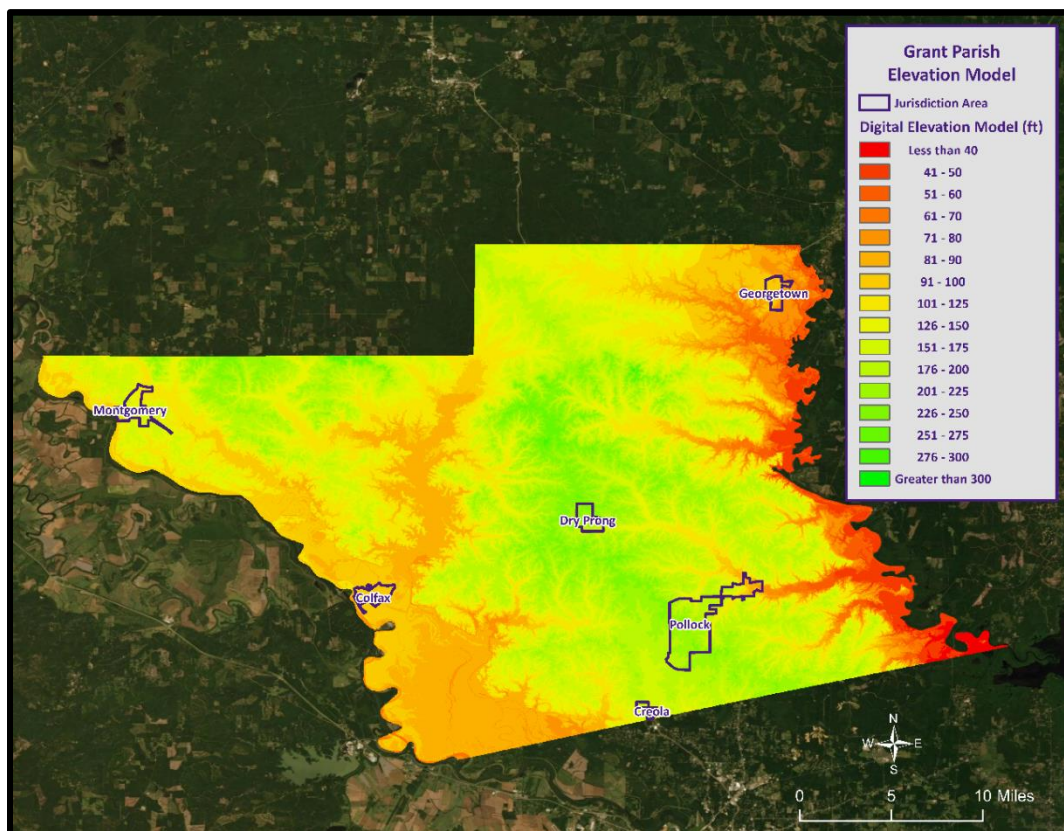 Grant Parish
Elevation Model
Jurisdiction Area
Digital Elevation Model (ft)
Less than 40
41 - 50
51 - 60
61 - 70
71 - 80
81 - 90
91 - 100
101 - 125
126 - 150
151 - 175
176 - 200
201 - 225
226 - 250
251 - 275
276 - 300
Greater than 300
Georgetown
Montgomery
Dry Prong
Colfax
Pollock
Creola
N
W E
S
0 5 10 Miles